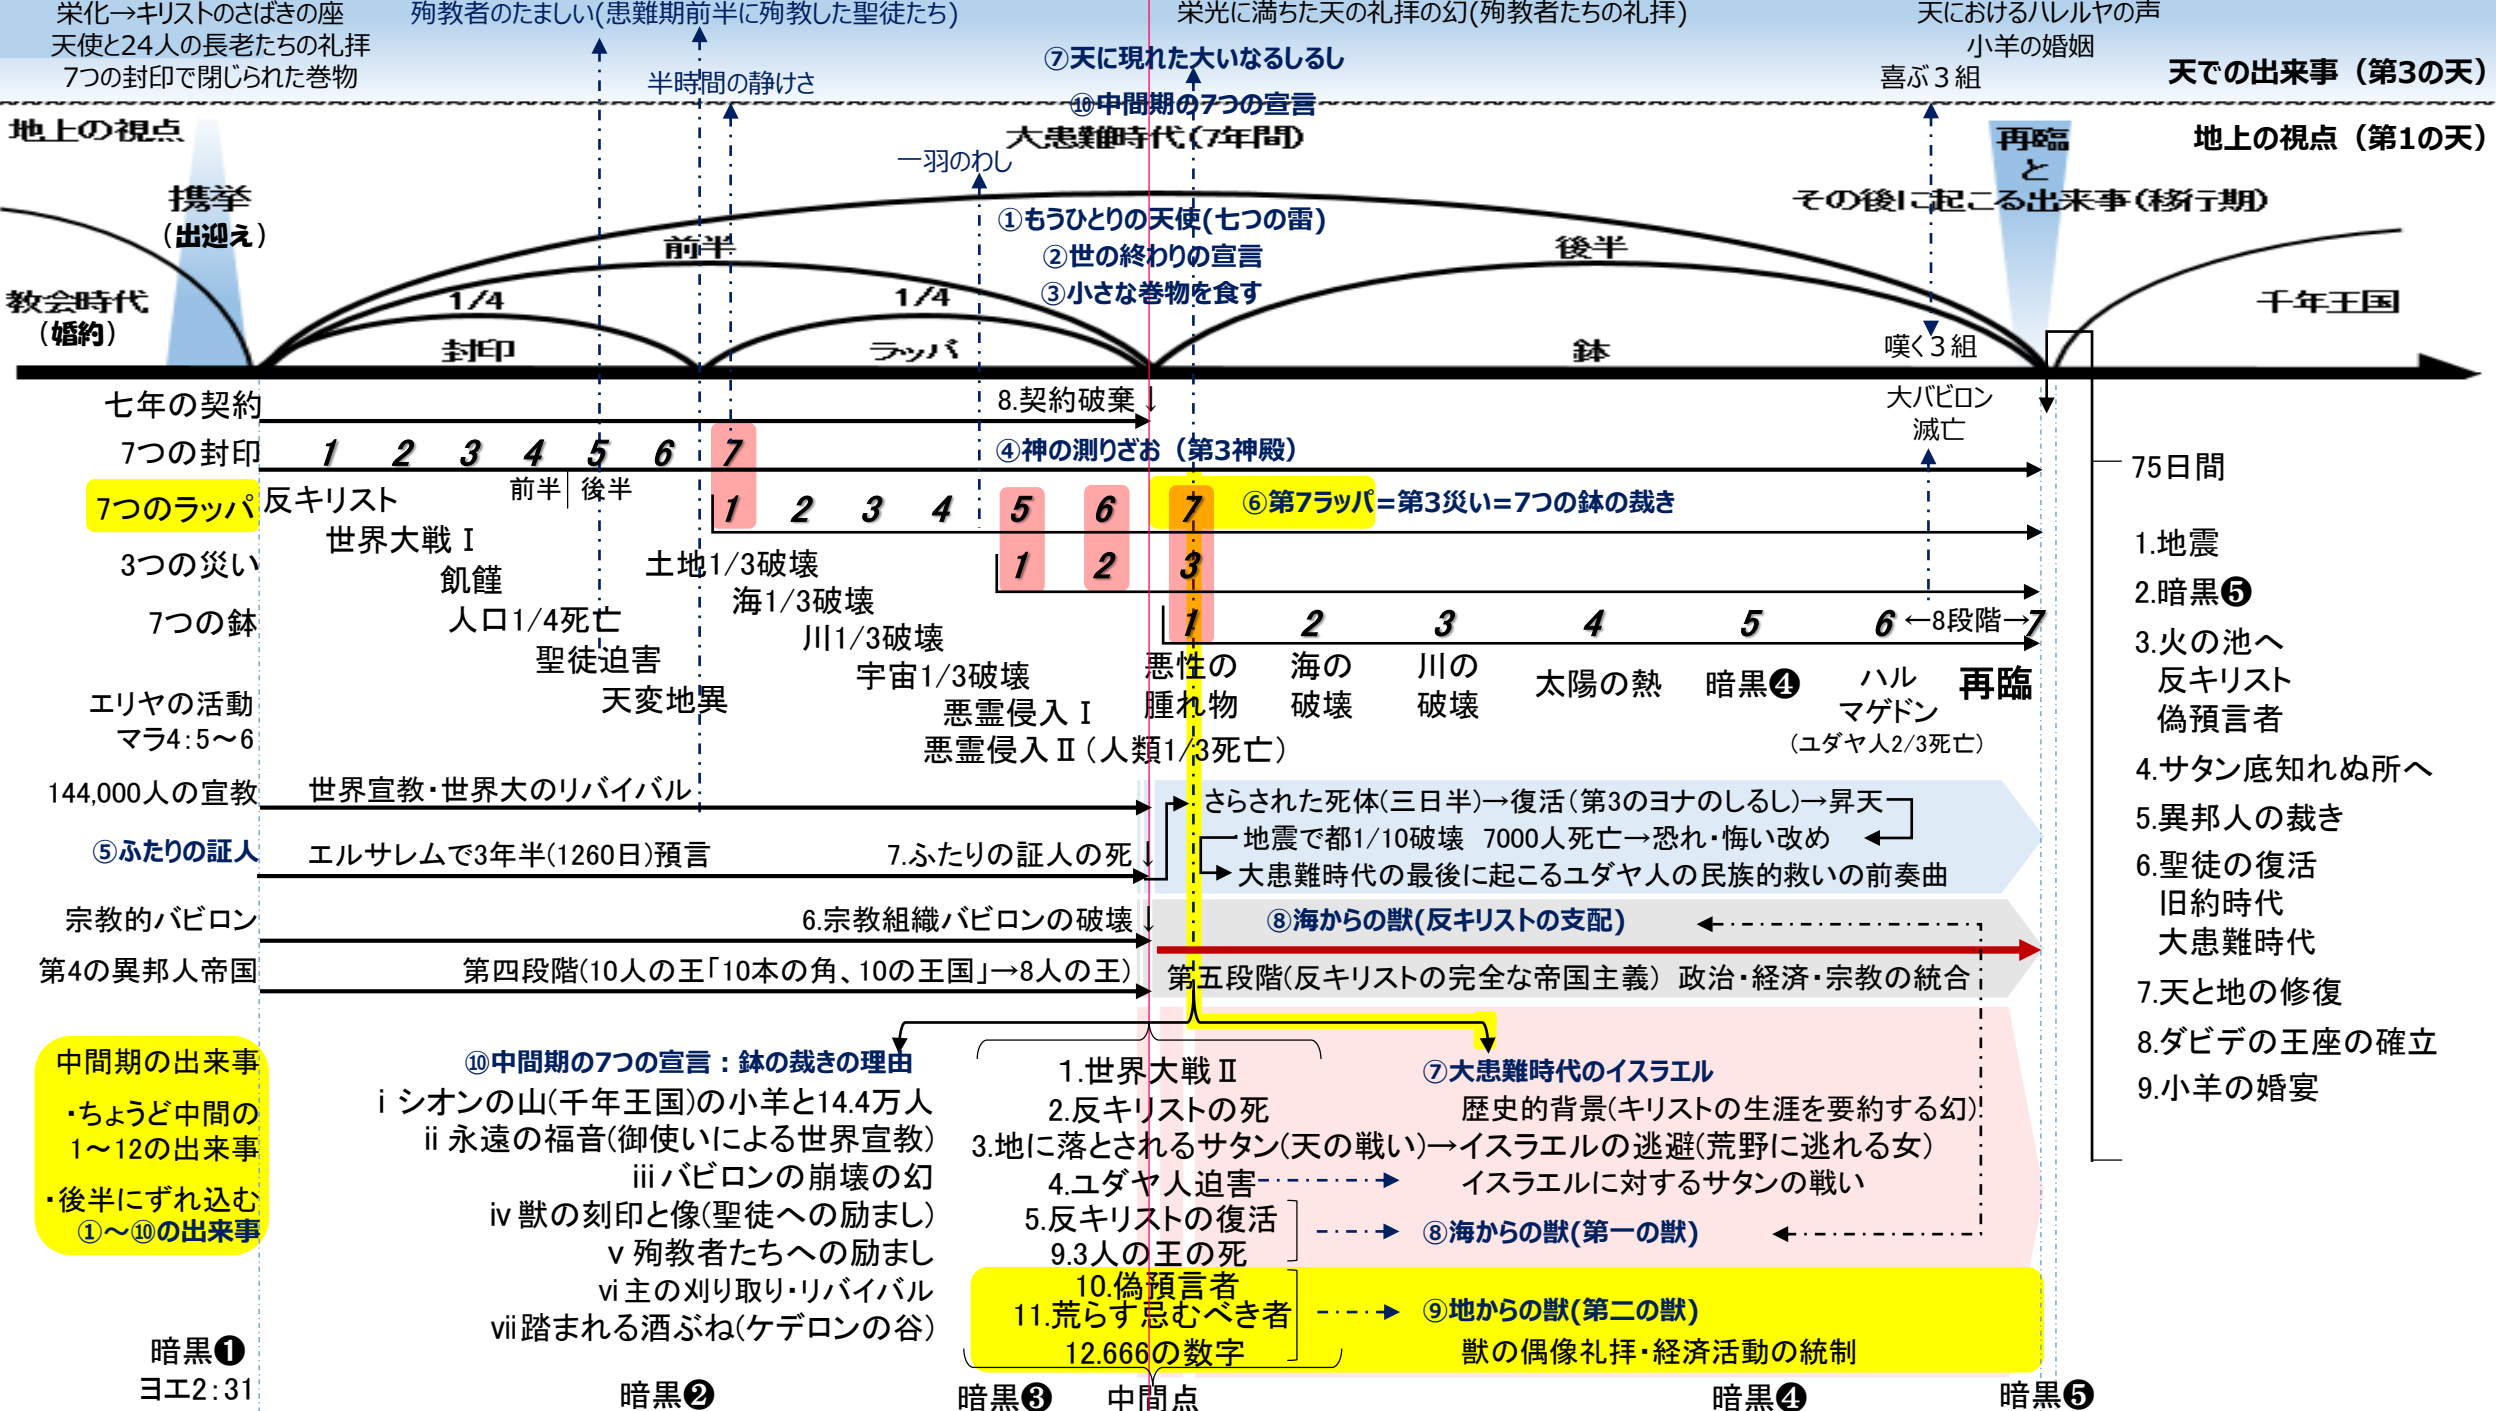 栄化→キリストのさばきの座
天使と24人の長老たちの礼拝
7つの封印で閉じられた巻物
殉教者のたましい(患難期前半に殉教した聖徒たち)
半時間の静けさ
栄光に満ちた天の礼拝の幻(殉教者たちの礼拝)
⑦天に現れた大いなるしるし
⑩中間期の7つの宣言
天におけるハレルヤの声
小羊の婚姻
喜ぶ3組
天での出来事（第3の天）
地上の視点
大患難時代(7年間)
地上の視点（第1の天）
携挙
(出迎え)
一羽のわし
再臨
と
その後に起こる出来事(移行期)
①もうひとりの天使(七つの雷)
②世の終わりの宣言
③小さな巻物を食す
前半
後半
教会時代
(婚約)
1/4
1/4
千年王国
封印
ラッパ
鉢
嘆く3組
七年の契約
8.契約破棄↓
大バビロン
滅亡
7つの封印
1 2 3 4 5 6 7
④神の測りざお（第3神殿）
前半 後半
75日間
7つのラッパ
1 2 3 4 5 6 7
⑥第7ラッパ=第3災い=7つの鉢の裁き
反キリスト
世界大戦Ⅰ
飢饉
人口1/4死亡
聖徒迫害
天変地異
3つの災い
1 2 3
土地1/3破壊
海1/3破壊
川1/3破壊
宇宙1/3破壊
悪霊侵入Ⅰ
悪霊侵入Ⅱ(人類1/3死亡)
7つの鉢
1 2 3 4 5 6 ←8段階→7
悪性の
腫れ物
海の
破壊
川の
破壊
太陽の熱
暗黒❹
ハル
マゲドン
(ユダヤ人2/3死亡)
再臨
エリヤの活動
マラ4:5～6
144,000人の宣教
世界宣教・世界大のリバイバル
さらされた死体(三日半)→復活(第3のヨナのしるし)→昇天
地震で都1/10破壊 7000人死亡→恐れ・悔い改め
大患難時代の最後に起こるユダヤ人の民族的救いの前奏曲
⑤ふたりの証人
エルサレムで3年半(1260日)預言
7.ふたりの証人の死↓
宗教的バビロン
6.宗教組織バビロンの破壊↓
⑧海からの獣(反キリストの支配)
第4の異邦人帝国
第四段階(10人の王「10本の角、10の王国」→8人の王)
第五段階(反キリストの完全な帝国主義) 政治・経済・宗教の統合
1.地震
2.暗黒❺
3.火の池へ
反キリスト
偽預言者
4.サタン底知れぬ所へ
5.異邦人の裁き
6.聖徒の復活
旧約時代
大患難時代
7.天と地の修復
8.ダビデの王座の確立
9.小羊の婚宴
中間期の出来事
・ちょうど中間の
1～12の出来事
・後半にずれ込む
①～⑩の出来事
⑩中間期の7つの宣言：鉢の裁きの理由
ⅰシオンの山(千年王国)の小羊と14.4万人
ⅱ永遠の福音(御使いによる世界宣教)
ⅲバビロンの崩壊の幻
ⅳ獣の刻印と像(聖徒への励まし)
ⅴ殉教者たちへの励まし
ⅵ主の刈り取り・リバイバル
ⅶ踏まれる酒ぶね(ケデロンの谷)
1.世界大戦Ⅱ
2.反キリストの死
3.地に落とされるサタン(天の戦い)→イスラエルの逃避(荒野に逃れる女)
4.ユダヤ人迫害
5.反キリストの復活
9.3人の王の死
10.偽預言者
11.荒らす忌むべき者
12.666の数字
⑦大患難時代のイスラエル
歴史的背景(キリストの生涯を要約する幻)
イスラエルに対するサタンの戦い
⑧海からの獣(第一の獣)
⑨地からの獣(第二の獣)
獣の偶像礼拝・経済活動の統制
暗黒❶
ヨエ2:31
暗黒❷
暗黒❸
中間点
暗黒❹
暗黒❺